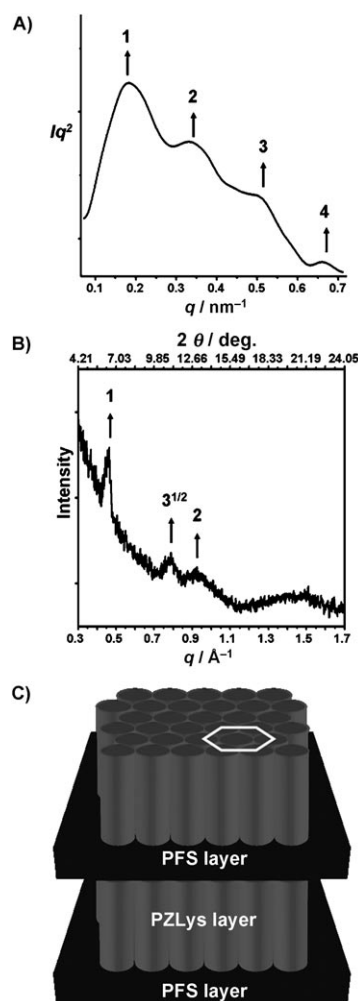 A)
1
2
3
4
Iq²
0.1 0.2 0.3 0.4 0.5 0.6 0.7
q / nm⁻¹
B)
2 θ / deg.
4.21 7.03 9.85 12.66 15.49 18.33 21.19 24.05
1
3^1/2
2
Intensity
0.3 0.5 0.7 0.9 1.1 1.3 1.5 1.7
q / Å⁻¹
C)
PFS layer
PZLys layer
PFS layer